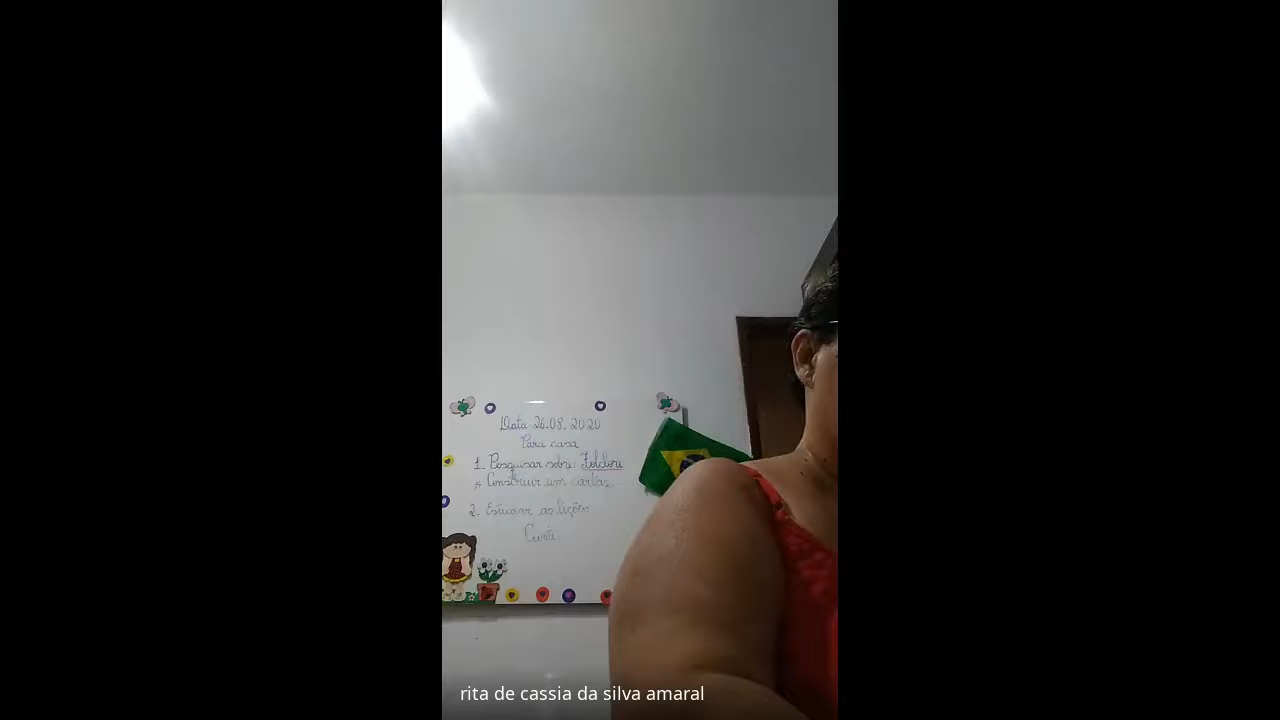 Data 26.08.2020
Para casa
1. Pesquisar sobre: Folclore
* Construir um cartaz
2. Estudar as lições
rita de cassia da silva amaral